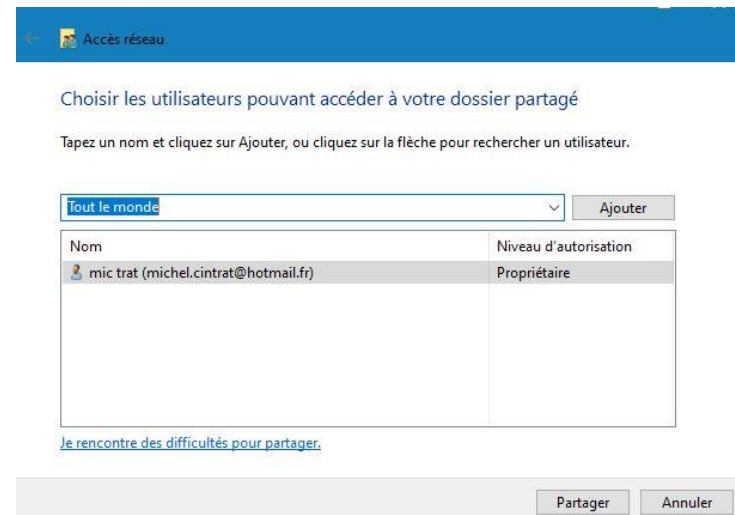 Accès réseau
Choisir les utilisateurs pouvant accéder à votre dossier partagé
Tapez un nom et cliquez sur Ajouter, ou cliquez sur la flèche pour rechercher un utilisateur.
Tout le monde Ajouter
Nom Niveau d'autorisation
mic trat (michel.cintrat@hotmail.fr) Propriétaire
Je rencontre des difficultés pour partager.
Partager Annuler